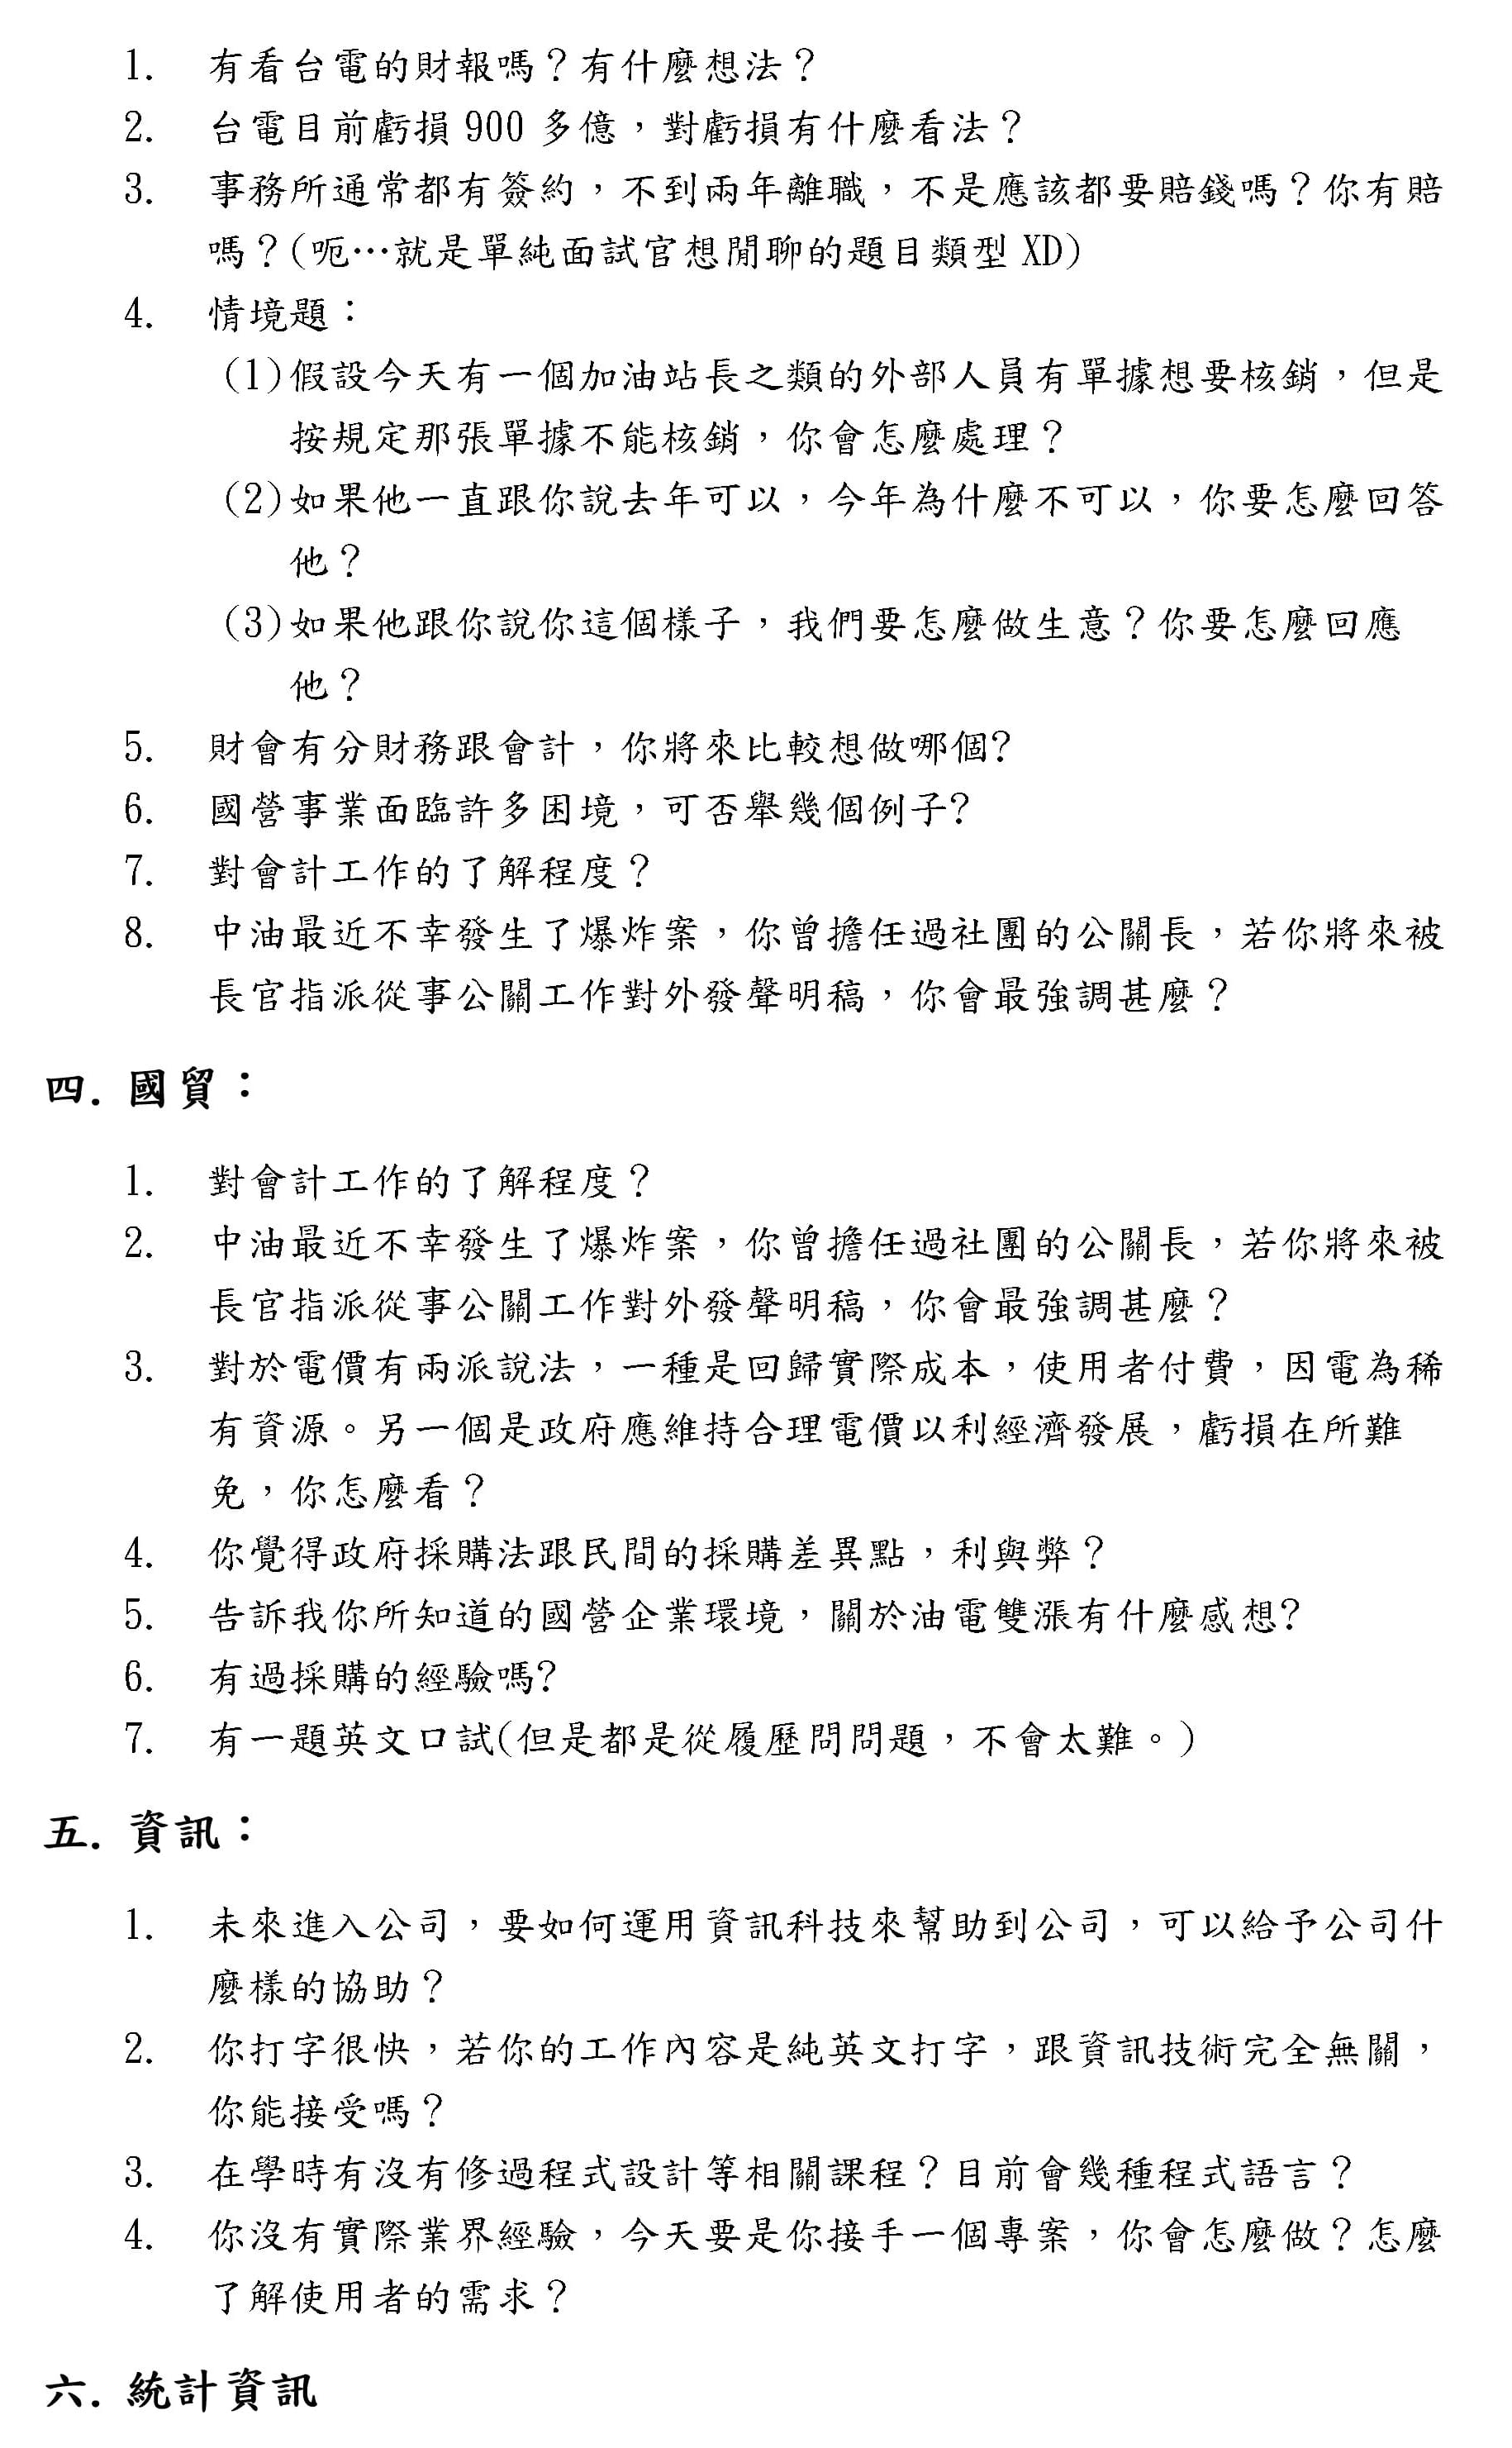 1. 有看台電的財報嗎？有什麼想法？
2. 台電目前虧損 900 多億，對虧損有什麼看法？
3. 事務所通常都有簽約，不到兩年離職，不是應該都要賠錢嗎？你有賠
嗎？(呃…就是單純面試官想閒聊的題目類型 XD)
4. 情境題：
(1)假設今天有一個加油站長之類的外部人員有單據想要核銷，但是
按規定那張單據不能核銷，你會怎麼處理？
(2)如果他一直跟你說去年可以，今年為什麼不可以，你要怎麼回答
他？
(3)如果他跟你說你這個樣子，我們要怎麼做生意？你要怎麼回應
他？
5. 財會有分財務跟會計，你將來比較想做哪個?
6. 國營事業面臨許多困境，可否舉幾個例子?
7. 對會計工作的了解程度？
8. 中油最近不幸發生了爆炸案，你曾擔任過社團的公關長，若你將來被
長官指派從事公關工作對外發聲明稿，你會最強調甚麼？
四. 國貿：
1. 對會計工作的了解程度？
2. 中油最近不幸發生了爆炸案，你曾擔任過社團的公關長，若你將來被
長官指派從事公關工作對外發聲明稿，你會最強調甚麼？
3. 對於電價有兩派說法，一種是回歸實際成本，使用者付費，因電為稀
有資源。另一個是政府應維持合理電價以利經濟發展，虧損在所難
免，你怎麼看？
4. 你覺得政府採購法跟民間的採購差異點，利與弊？
5. 告訴我你所知道的國營企業環境，關於油電雙漲有什麼感想?
6. 有過採購的經驗嗎?
7. 有一題英文口試(但是都是從履歷問問題，不會太難。)
五. 資訊：
1. 未來進入公司，要如何運用資訊科技來幫助到公司，可以給予公司什
麼樣的協助？
2. 你打字很快，若你的工作內容是純英文打字，跟資訊技術完全無關，
你能接受嗎？
3. 在學時有沒有修過程式設計等相關課程？目前會幾種程式語言？
4. 你沒有實際業界經驗，今天要是你接手一個專案，你會怎麼做？怎麼
了解使用者的需求？
六. 統計資訊